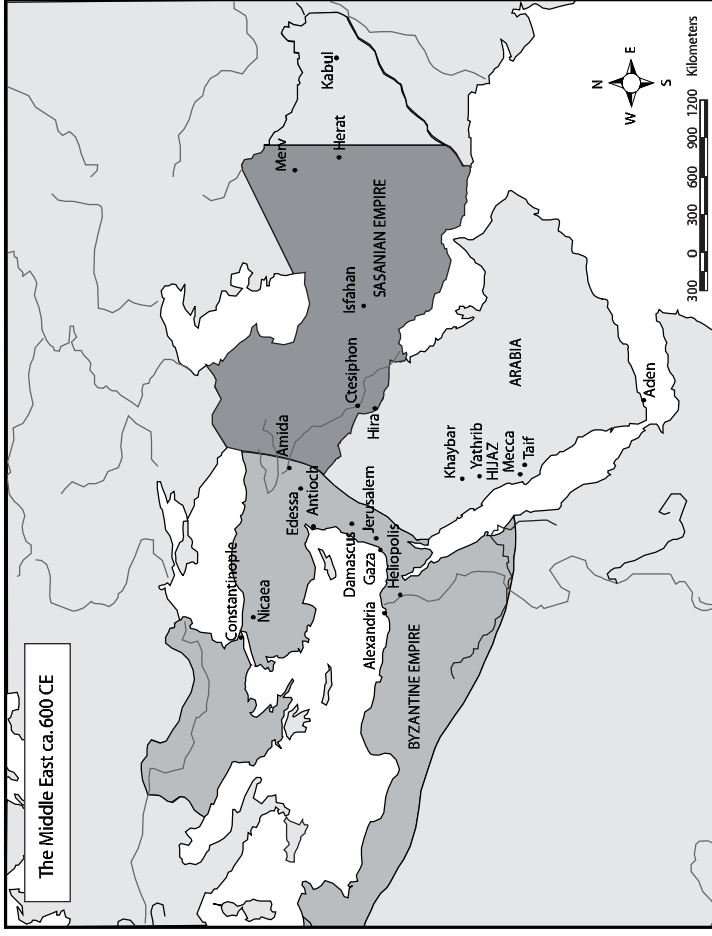 The Middle East ca. 600 CE
Constantinople
Nicaea
Amida
Edessa
Antioch
Merv
Herat
Kabul
SASANIAN EMPIRE
Isfahan
Ctesiphon
Hira
Damascus
Jerusalem
Gaza
Heliopolis
Alexandria
BYZANTINE EMPIRE
Khaybar
Yathrib
HIJAZ
Mecca
Taif
ARABIA
Aden
N
E
S
W
300 0 300 600 900 1200 Kilometers